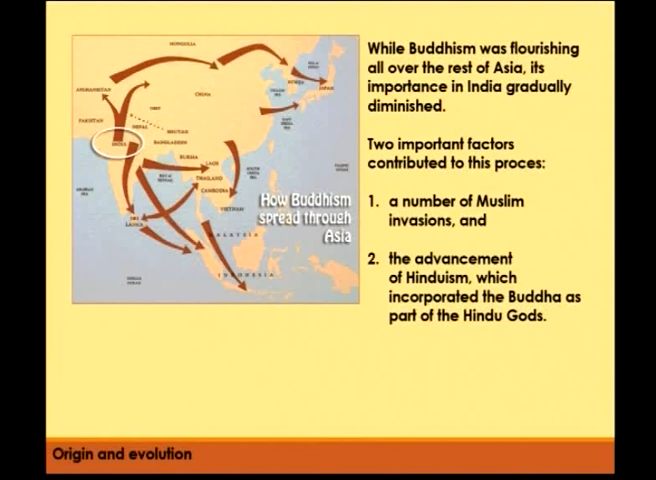 MONGOLIA
AFGHANISTAN
CHINA
JAPAN
PAKISTAN
NEPAL
BHUTAN
INDIA
BANGLADESH
BURMA
LAOS
THAILAND
CAMBODIA
VIETNAM
SRI
LANKA
MALAYSIA
INDONESIA
How Buddhism
spread through
Asia
While Buddhism was flourishing
all over the rest of Asia, its
importance in India gradually
diminished.
Two important factors
contributed to this proces:
1. a number of Muslim
invasions, and
2. the advancement
of Hinduism, which
incorporated the Buddha as
part of the Hindu Gods.
Origin and evolution